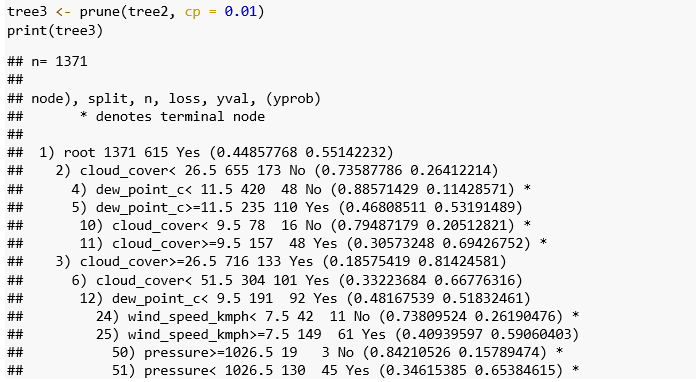 tree3 <- prune(tree2, cp = 0.01)
print(tree3)
## n= 1371
##
## node), split, n, loss, yval, (yprob)
##       * denotes terminal node
##
##  1) root 1371 615 Yes (0.44857768 0.55142232)
##    2) cloud_cover< 26.5 655 173 No (0.73587786 0.26412214)
##      4) dew_point_c< 11.5 420  48 No (0.88571429 0.11428571) *
##      5) dew_point_c>=11.5 235 110 Yes (0.46808511 0.53191489)
##       10) cloud_cover< 9.5 78  16 No (0.79487179 0.20512821) *
##       11) cloud_cover>=9.5 157  48 Yes (0.30573248 0.69426752) *
##    3) cloud_cover>=26.5 716 133 Yes (0.18575419 0.81424581)
##      6) cloud_cover< 51.5 304 101 Yes (0.33223684 0.66776316)
##       12) dew_point_c< 9.5 191  92 Yes (0.48167539 0.51832461)
##         24) wind_speed_kmph< 7.5 42  11 No (0.73809524 0.26190476) *
##         25) wind_speed_kmph>=7.5 149  61 Yes (0.40939597 0.59060403)
##           50) pressure>=1026.5 19   3 No (0.84210526 0.15789474) *
##           51) pressure< 1026.5 130  45 Yes (0.34615385 0.65384615) *